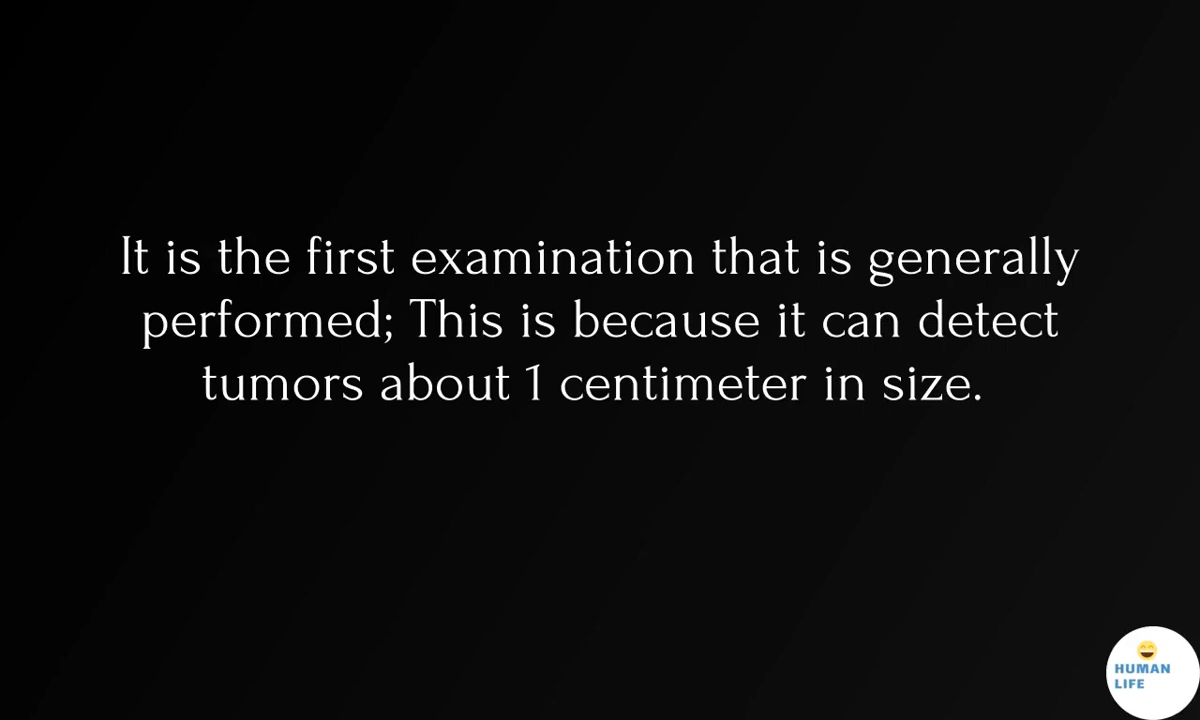 It is the first examination that is generally
performed; This is because it can detect
tumors about 1 centimeter in size.
HUMAN
LIFE